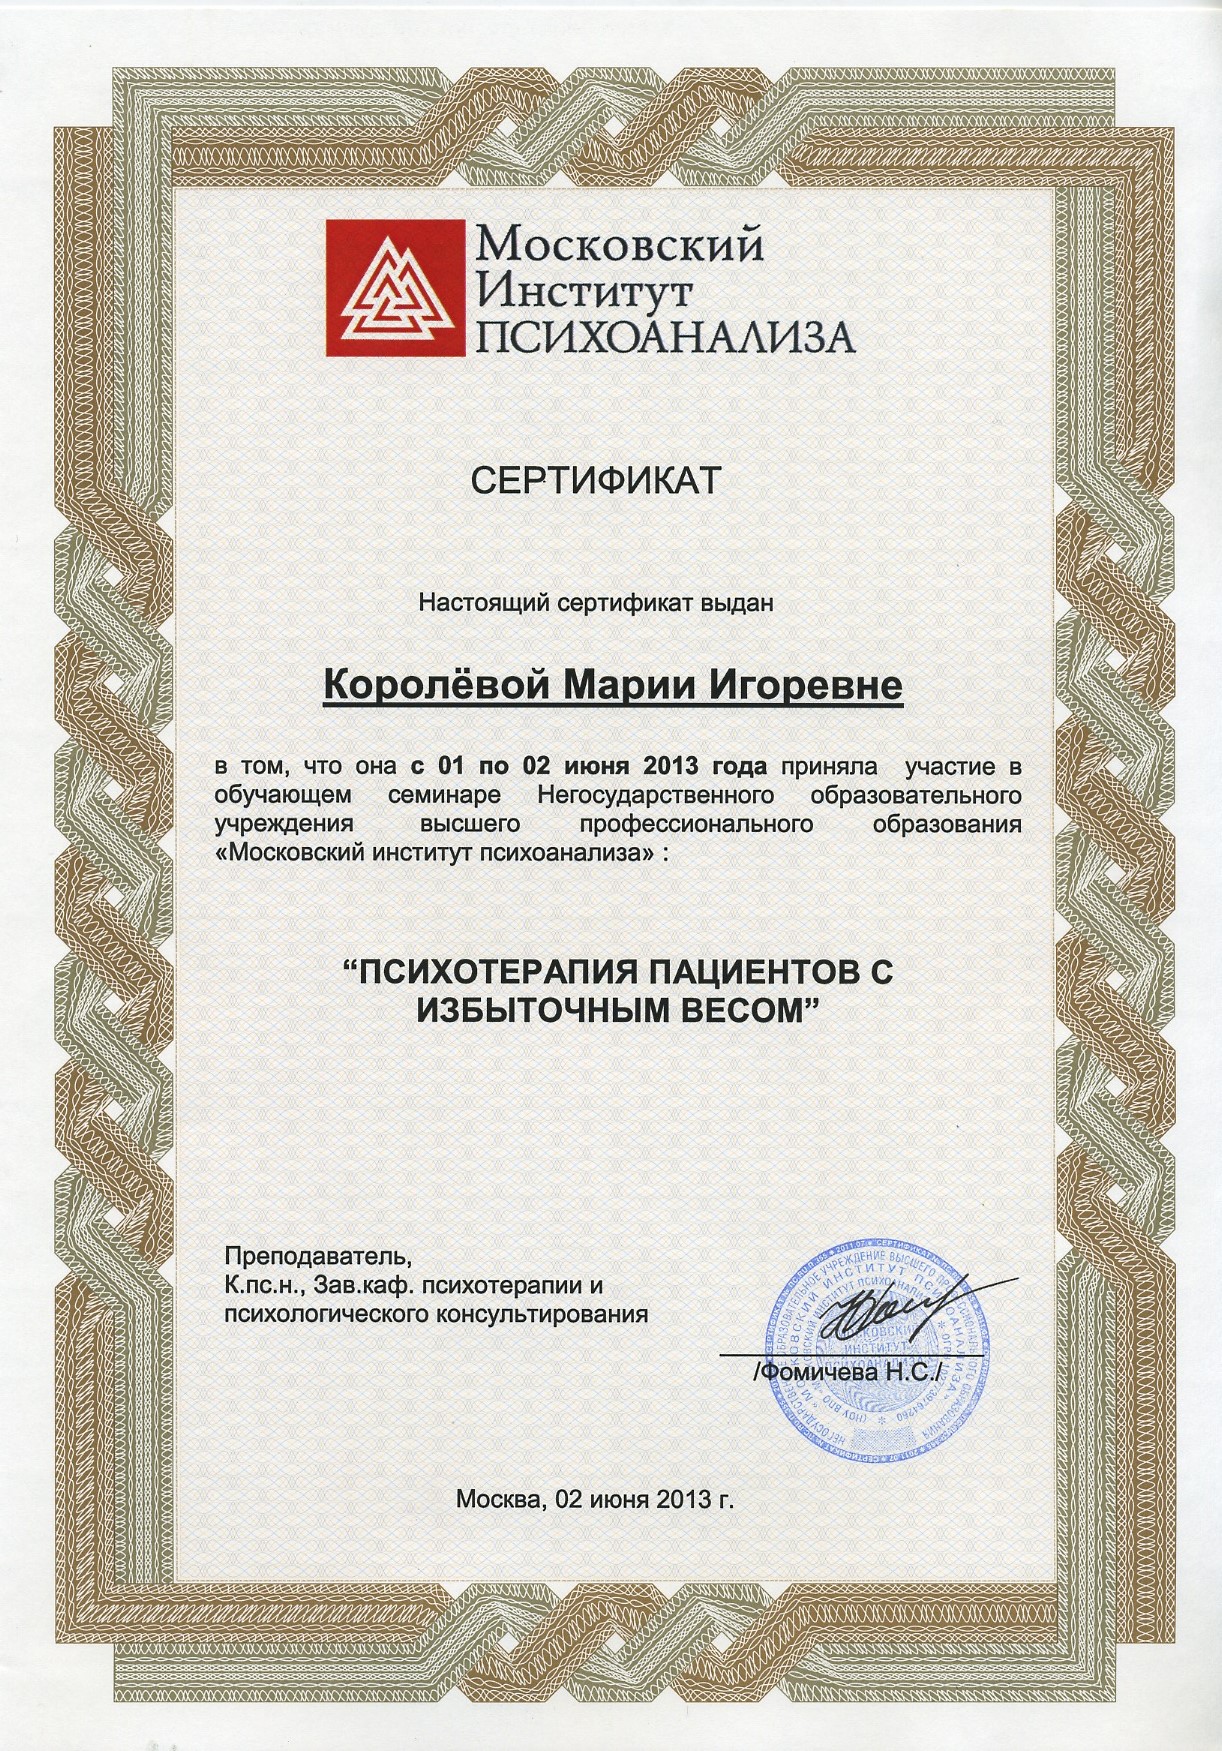 Московский
Институт
ПСИХОАНАЛИЗА
СЕРТИФИКАТ
Настоящий сертификат выдан
Королёвой Марии Игоревне
в том, что она с 01 по 02 июня 2013 года приняла участие в
обучающем семинаре Негосударственного образовательного
учреждения высшего профессионального образования
«Московский институт психоанализа» :
“ПСИХОТЕРАПИЯ ПАЦИЕНТОВ С
ИЗБЫТОЧНЫМ ВЕСОМ”
Преподаватель,
К.пс.н., Зав.каф. психотерапии и
психологического консультирования
МОСКОВСКИЙ
ИНСТИТУТ
ПСИХОАНАЛИЗА
/Фомичева Н.С./
Москва, 02 июня 2013 г.